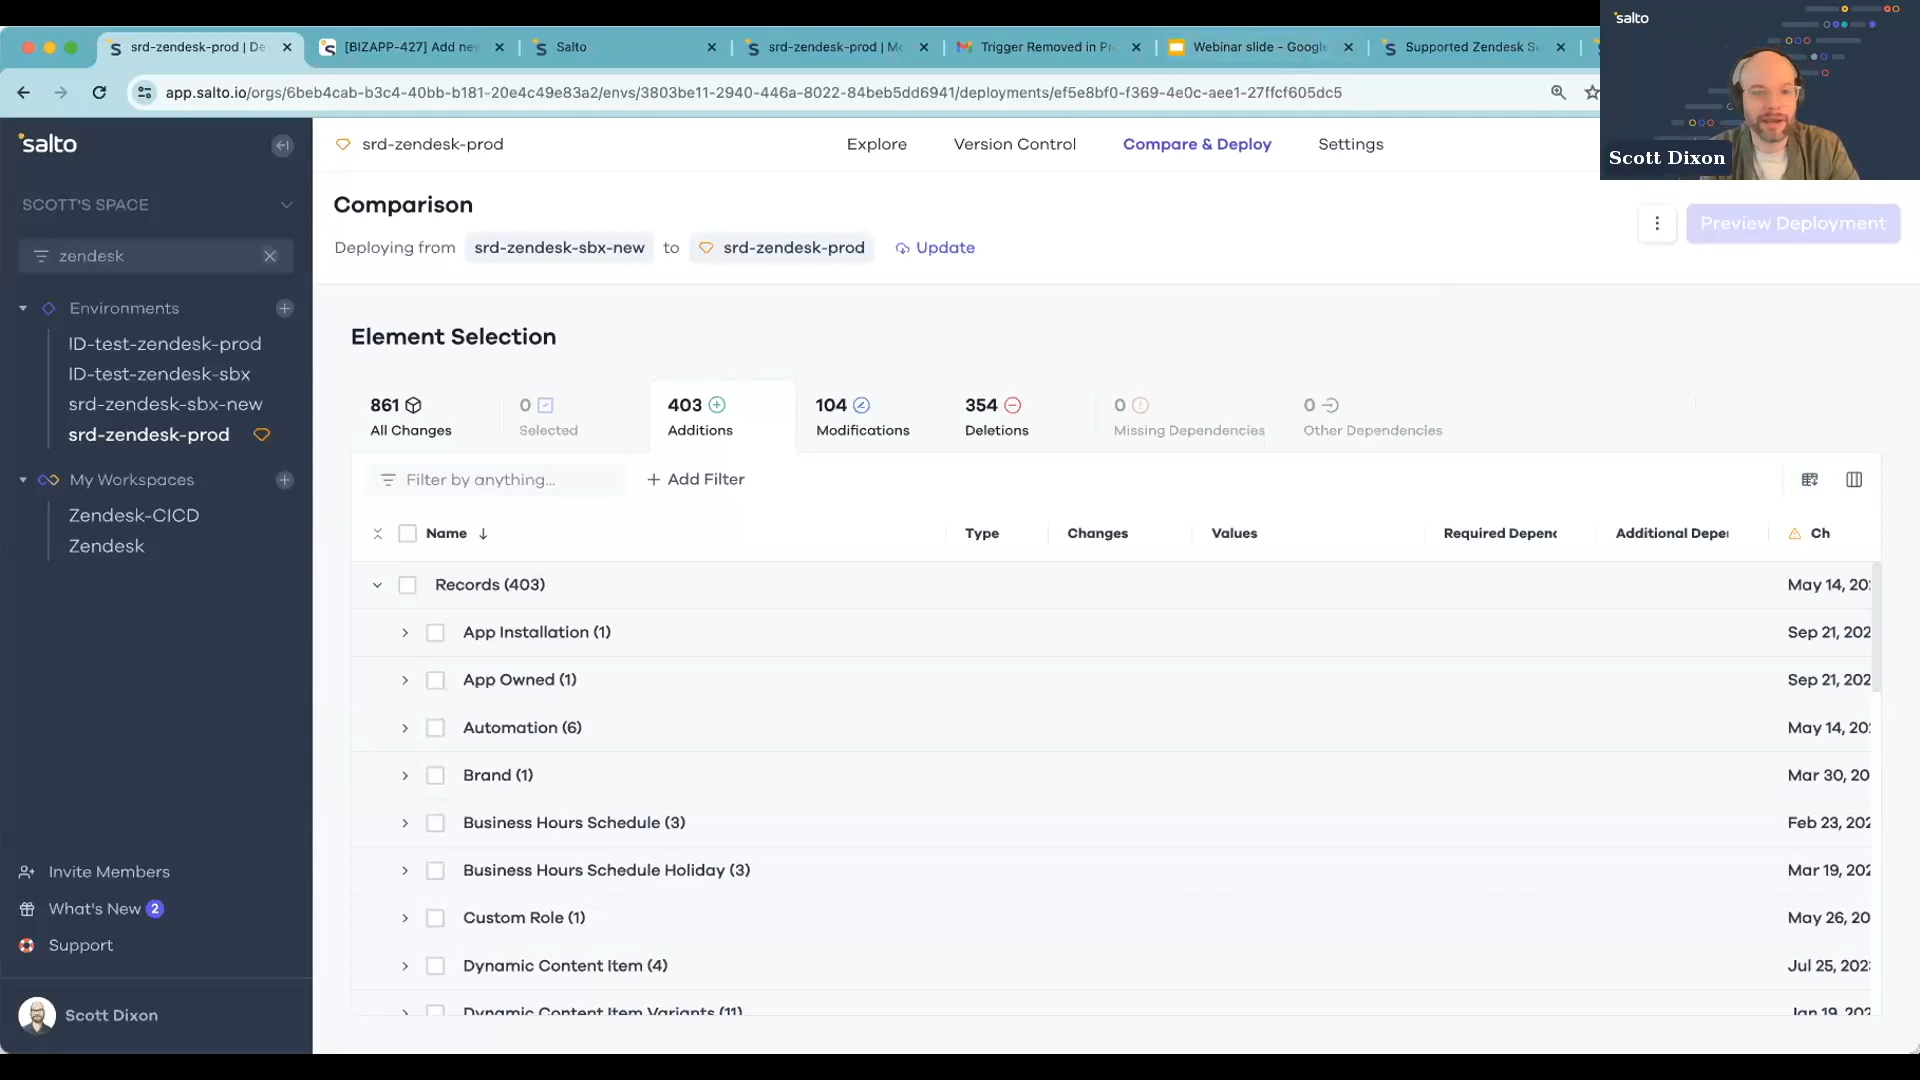 srd-zendesk-prod | De
[BIZAPP-427] Add new
Salto
srd-zendesk-prod | Mo
Trigger Removed in Pr
Webinar slide - Google
Supported Zendesk Su
app.salto.io/orgs/6beb4cab-b3c4-40bb-b181-20e4c49e83a2/envs/3803be11-2940-446a-8022-84beb5dd6941/deployments/ef5e8bf0-f369-4e0c-aee1-27ffcf605dc5
salto
Scott Dixon
salto
SCOTT'S SPACE
zendesk
Environments
ID-test-zendesk-prod
ID-test-zendesk-sbx
srd-zendesk-sbx-new
srd-zendesk-prod
My Workspaces
Zendesk-CICD
Zendesk
Invite Members
What's New 2
Support
Scott Dixon
srd-zendesk-prod
Explore
Version Control
Compare & Deploy
Settings
Comparison
Deploying from srd-zendesk-sbx-new to srd-zendesk-prod Update
Preview Deployment
Element Selection
861
All Changes
0
Selected
403
Additions
104
Modifications
354
Deletions
0
Missing Dependencies
0
Other Dependencies
Filter by anything...
+ Add Filter
Name Type Changes Values Required Depend Additional Deper Ch
Records (403) May 14, 20
App Installation (1) Sep 21, 202
App Owned (1) Sep 21, 202
Automation (6) May 14, 20
Brand (1) Mar 30, 20
Business Hours Schedule (3) Feb 23, 202
Business Hours Schedule Holiday (3) Mar 19, 202
Custom Role (1) May 26, 20
Dynamic Content Item (4) Jul 25, 202
Dynamic Content Item Variants (11) Jan 19, 202